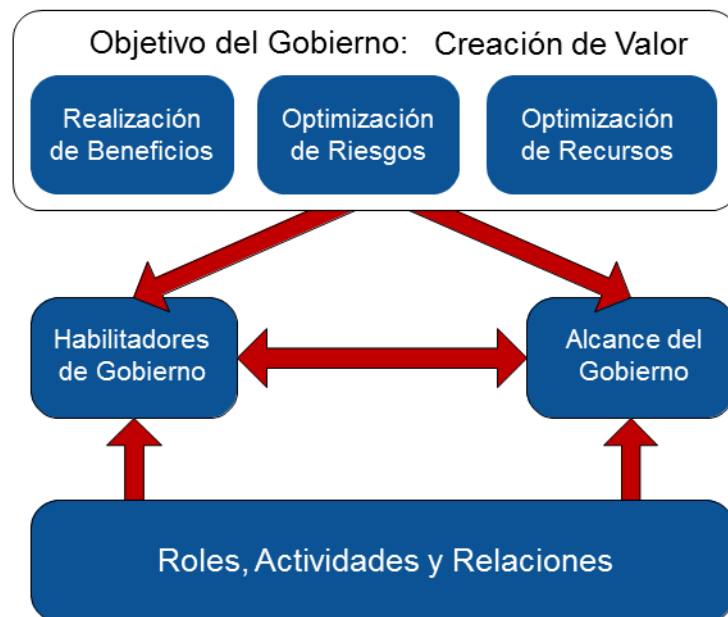 Objetivo del Gobierno: Creación de Valor
Realización
de Beneficios
Optimización
de Riesgos
Optimización
de Recursos
Habilitadores
de Gobierno
Alcance del
Gobierno
Roles, Actividades y Relaciones